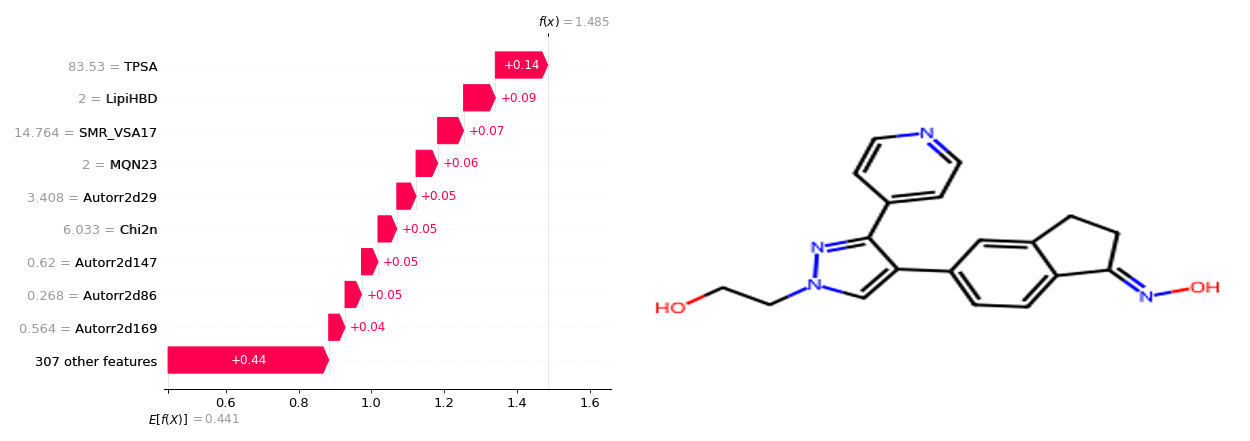 f(x) = 1.485
83.53 = TPSA
+0.14
2 = LipiHBD
+0.09
14.764 = SMR_VSA17
+0.07
2 = MQN23
+0.06
3.408 = Autorr2d29
+0.05
6.033 = Chi2n
+0.05
0.62 = Autorr2d147
+0.05
0.268 = Autorr2d86
+0.05
0.564 = Autorr2d169
+0.04
307 other features
+0.44
0.6 0.8 1.0 1.2 1.4 1.6
E[f(X)] = 0.441
N
N
N
HO
N
OH